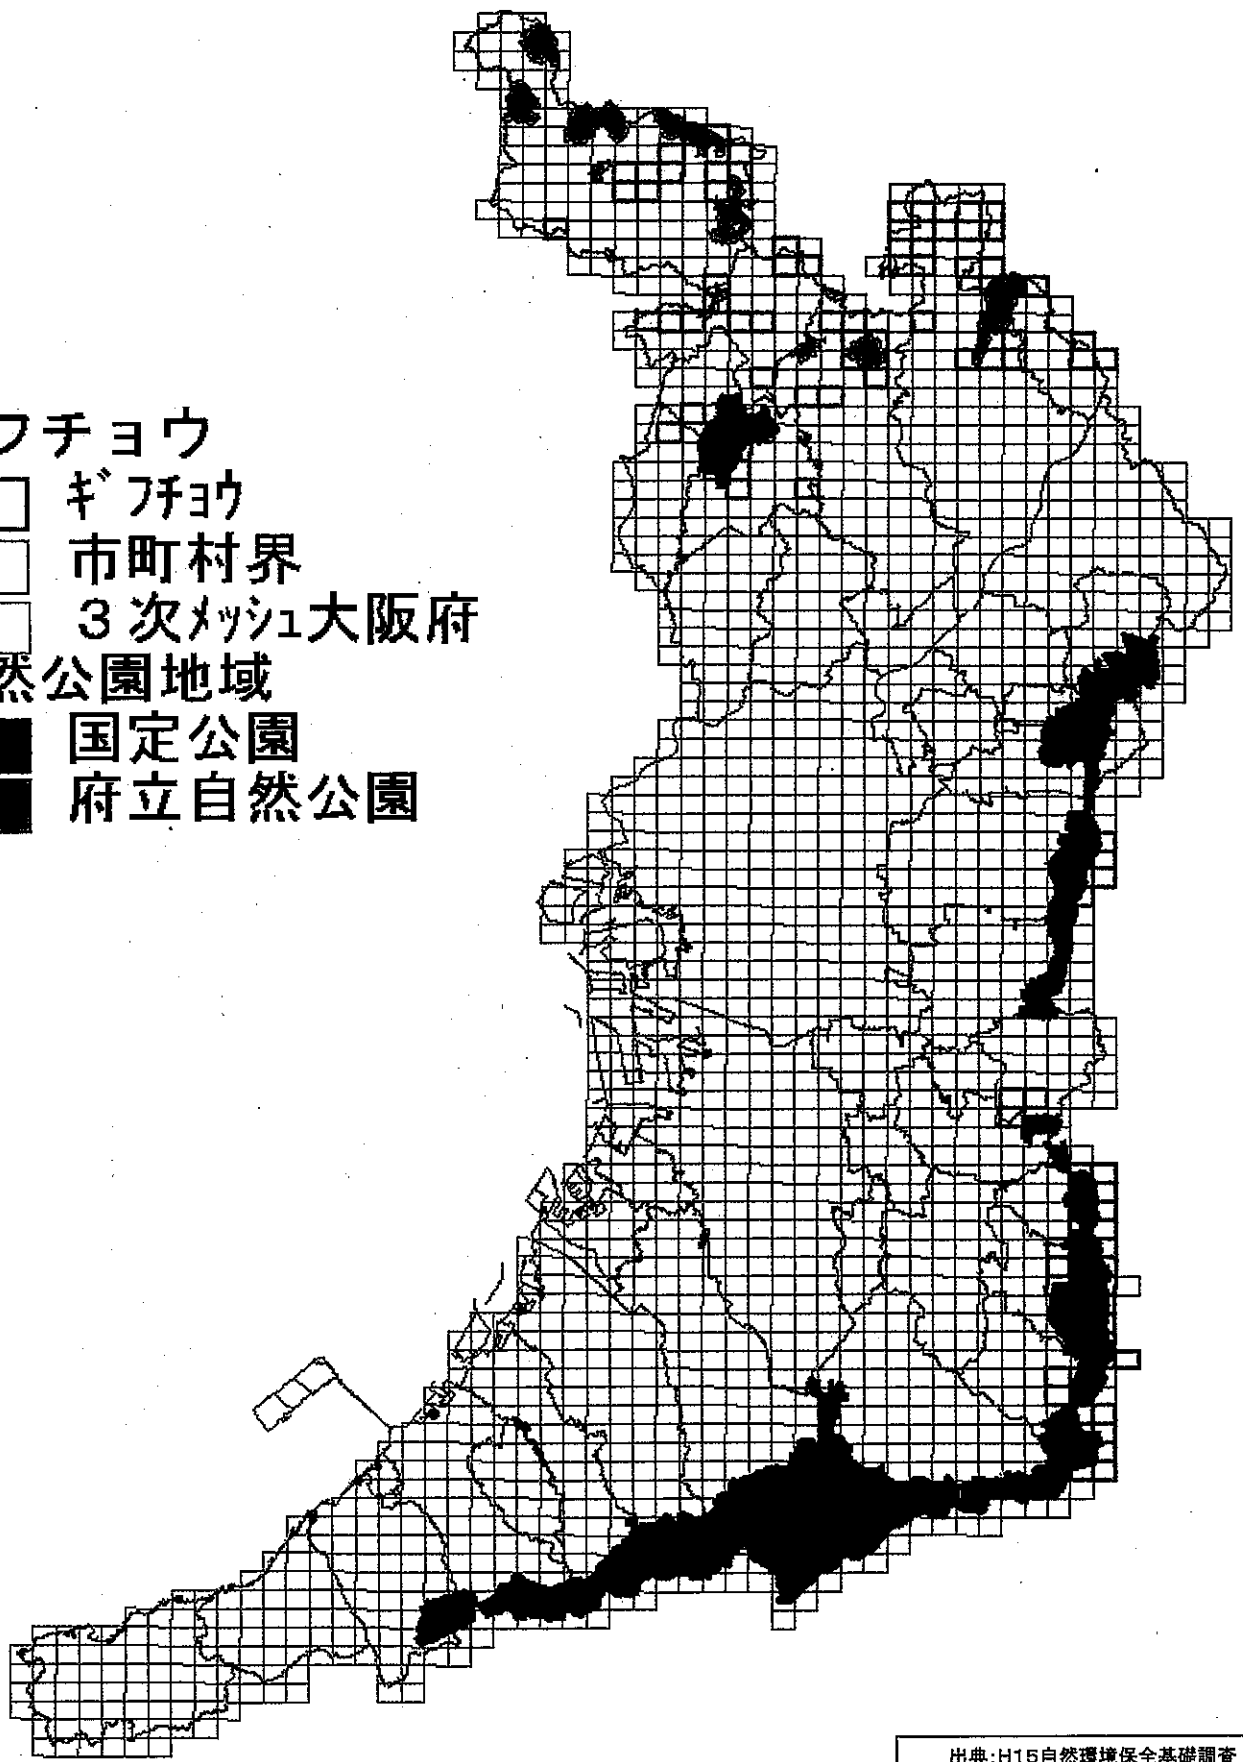 フチョウ
ギフチョウ
市町村界
3次メッシュ大阪府
然公園地域
国定公園
府立自然公園
出典:H15自然環境保全基礎調査